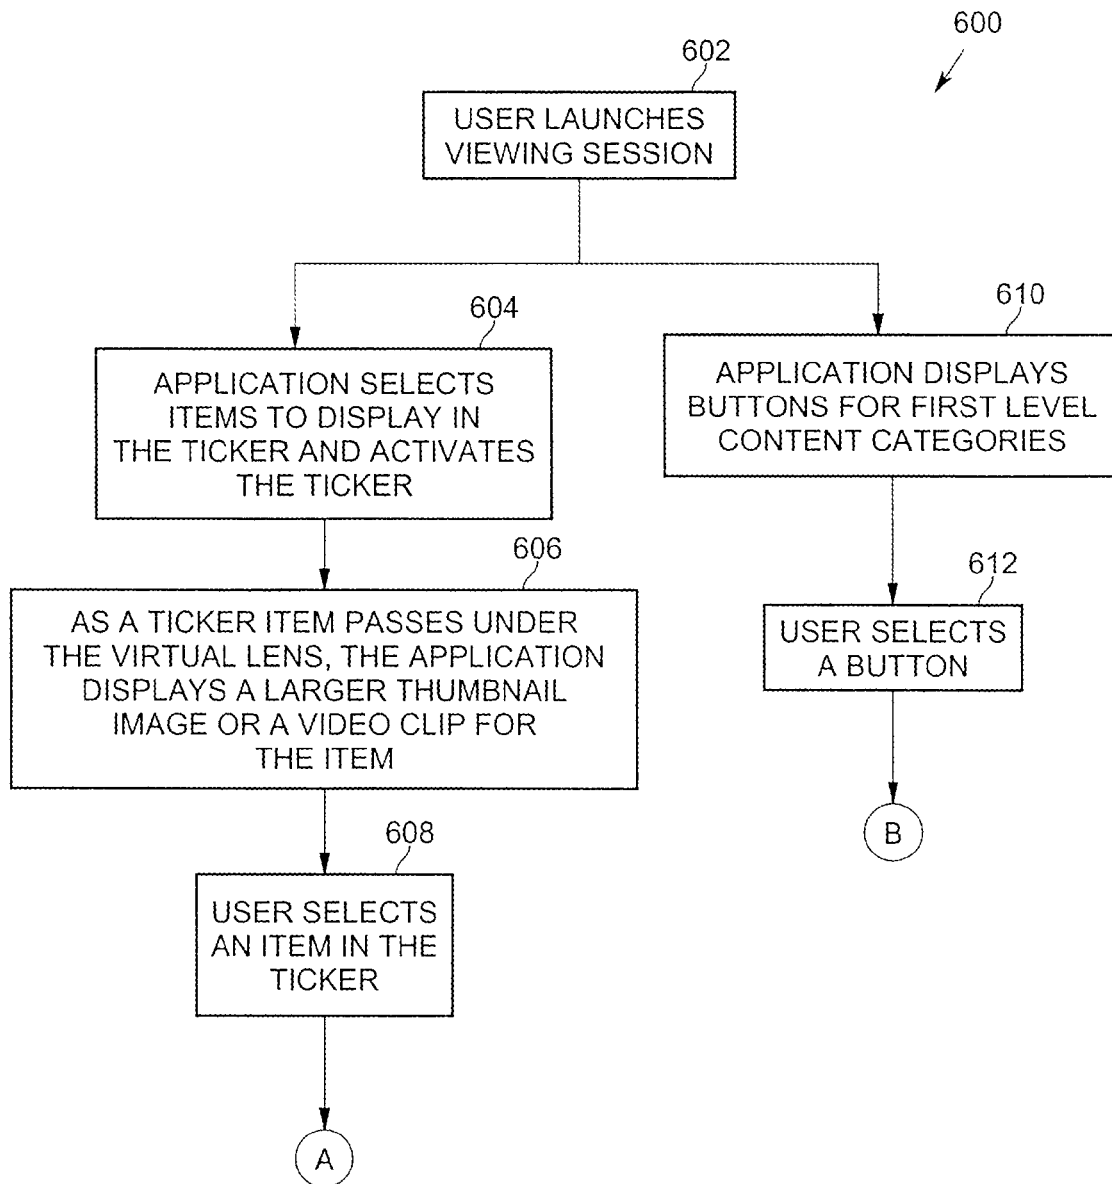 600
602
USER LAUNCHES
VIEWING SESSION
604
APPLICATION SELECTS
ITEMS TO DISPLAY IN
THE TICKER AND ACTIVATES
THE TICKER
606
AS A TICKER ITEM PASSES UNDER
THE VIRTUAL LENS, THE APPLICATION
DISPLAYS A LARGER THUMBNAIL
IMAGE OR A VIDEO CLIP FOR
THE ITEM
608
USER SELECTS
AN ITEM IN THE
TICKER
A
610
APPLICATION DISPLAYS
BUTTONS FOR FIRST LEVEL
CONTENT CATEGORIES
612
USER SELECTS
A BUTTON
B